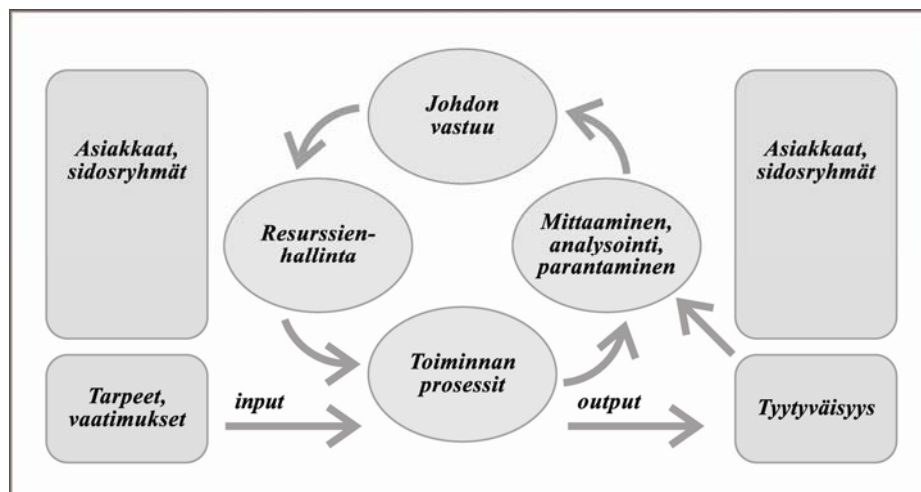 Johdon
vastuu
Asiakkaat,
sidosryhmät
Asiakkaat,
sidosryhmät
Resurssien-
hallinta
Mittaaminen,
analysointi,
parantaminen
Toiminnan
prosessit
Tarpeet,
vaatimukset
input
output
Tyytyväisyys